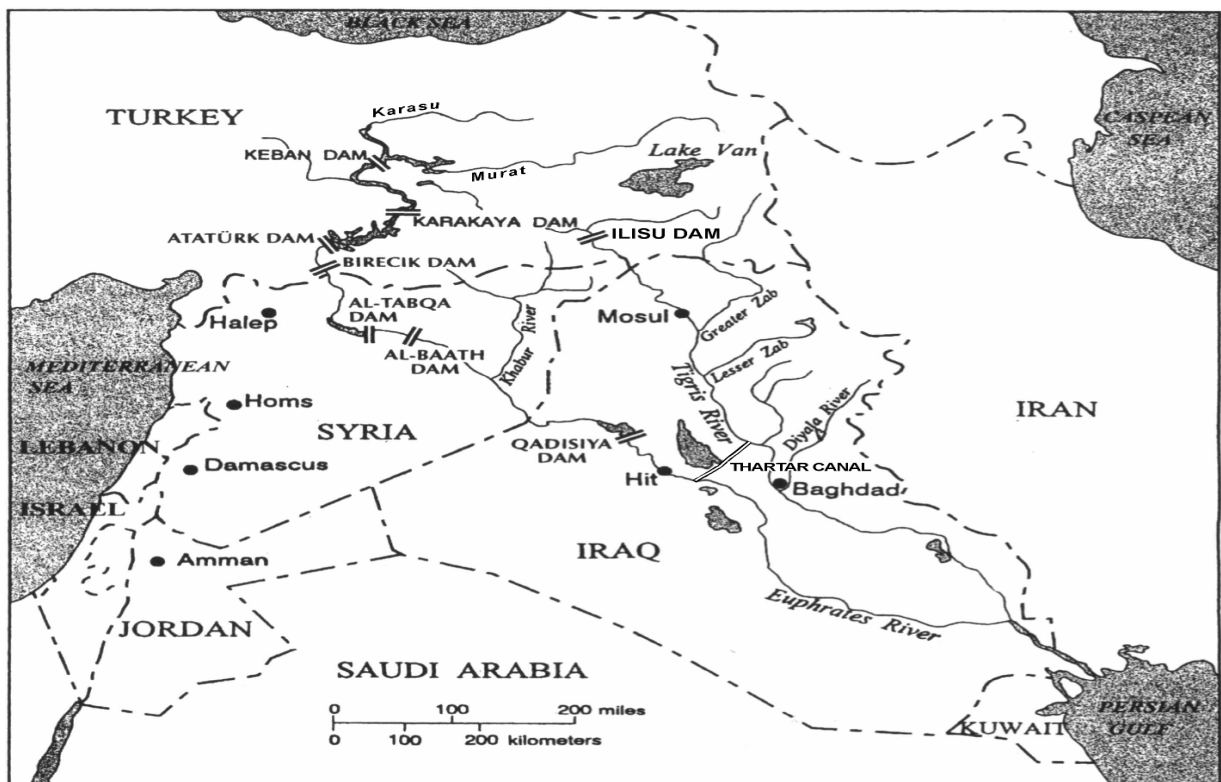 BLACK SEA
TURKEY
Karasu
CASPEAN
SEA
KEBAN DAM
Lake Van
Murat
KARAKAYA DAM
ILISU DAM
ATATÜRK DAM
BIRECIK DAM
AL-TABQA
DAM
Halep
Mosul
Greater Zab
River
Khabur
AL-BAATH
DAM
Lesser Zab
MEDITERRANEAN
SEA
Tigris River
Homs
SYRIA
IRAN
Diyala River
LEBANON
QADISIYA
DAM
Damascus
THARTAR CANAL
Hit
Baghdad
ISRAEL
IRAQ
Amman
Euphrates River
JORDAN
SAUDI ARABIA
0 100 200 miles
0 100 200 kilometers
PERSIAN
GULF
KUWAIT